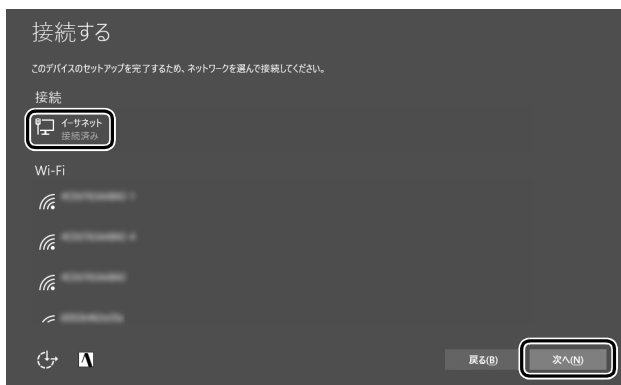 接続する
このデバイスのセットアップを完了するため、ネットワークを選んで接続してください。
接続
イーサネット
接続済み
Wi-Fi
戻る(B)
次へ(N)